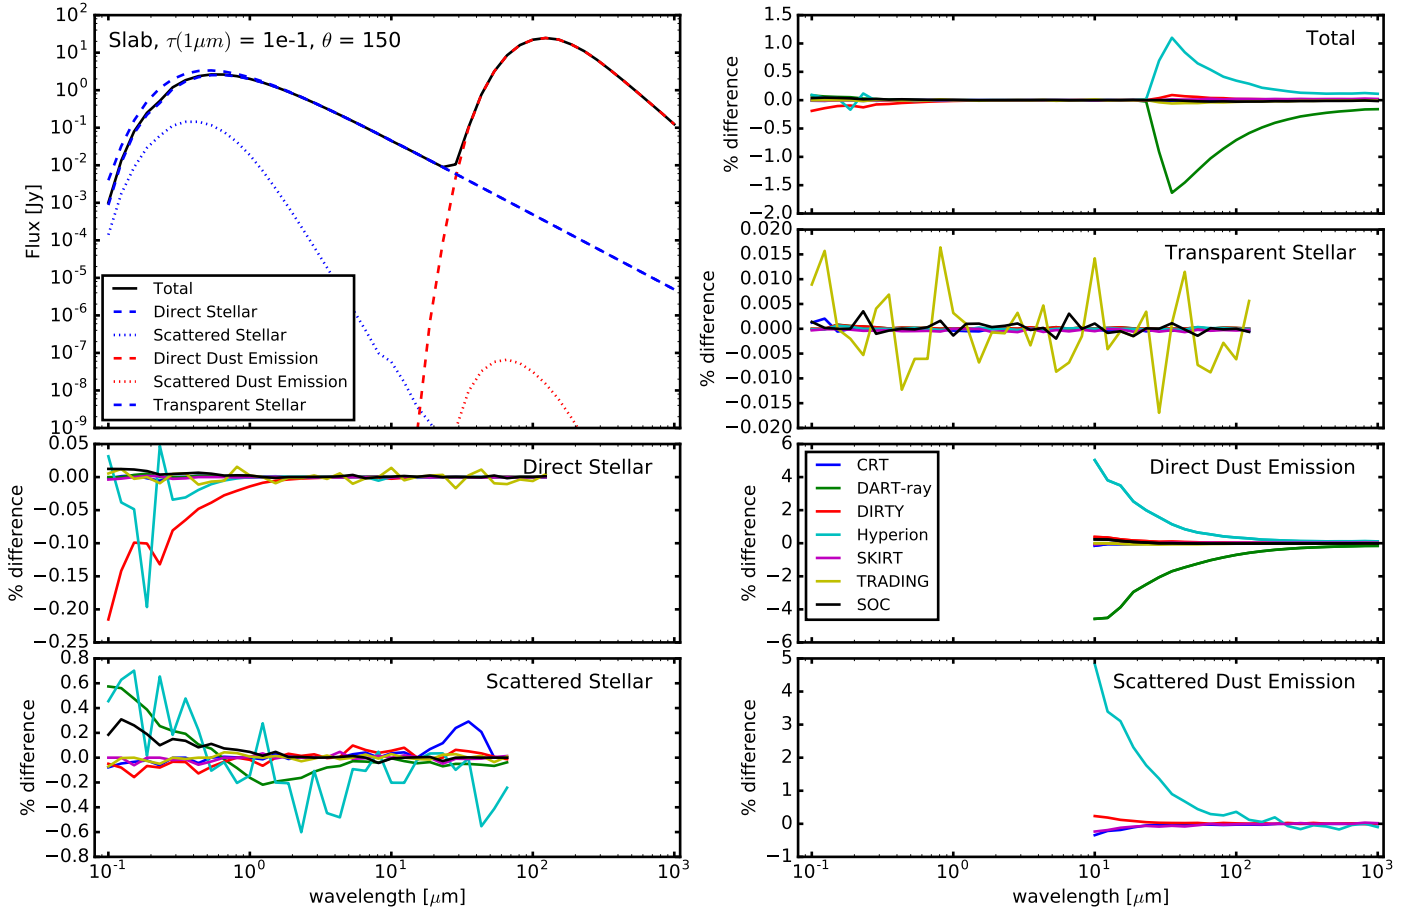 Slab, τ(1μm) = 1e-1, θ = 150
Flux [Jy]
10^2
10^1
10^0
10^-1
10^-2
10^-3
10^-4
10^-5
10^-6
10^-7
10^-8
10^-9
Total
Direct Stellar
Scattered Stellar
Direct Dust Emission
Scattered Dust Emission
Transparent Stellar
Total
% difference
1.5
1.0
0.5
0.0
−0.5
−1.0
−1.5
−2.0
Transparent Stellar
% difference
0.020
0.015
0.010
0.005
0.000
−0.005
−0.010
−0.015
−0.020
Direct Stellar
% difference
0.05
0.00
−0.05
−0.10
−0.15
−0.20
−0.25
Direct Dust Emission
% difference
6
4
2
0
−2
−4
−6
CRT
DART-ray
DIRTY
Hyperion
SKIRT
TRADING
SOC
Scattered Stellar
% difference
0.8
0.6
0.4
0.2
0.0
−0.2
−0.4
−0.6
−0.8
10^-1 10^0 10^1 10^2 10^3
wavelength [μm]
Scattered Dust Emission
% difference
5
4
3
2
1
0
−1
10^-1 10^0 10^1 10^2 10^3
wavelength [μm]